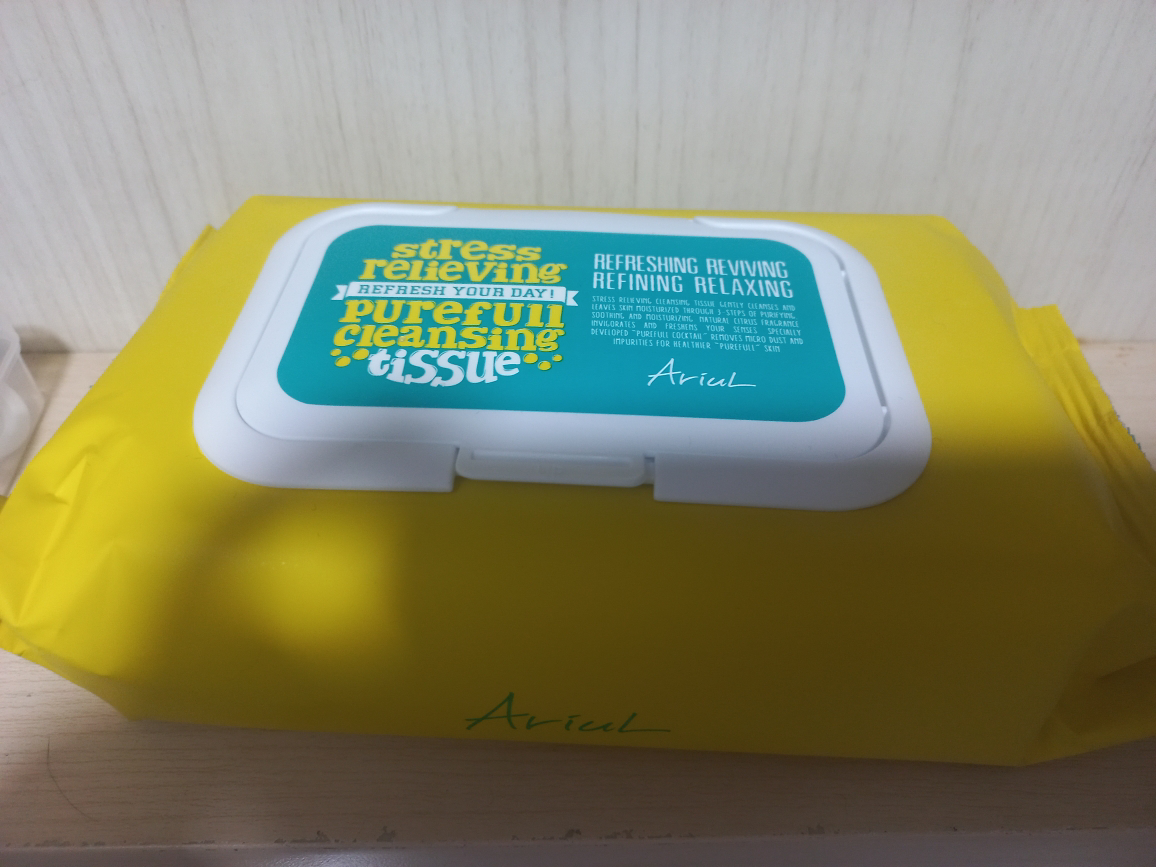 stress
relieving
REFRESH YOUR DAY!
purefull
cleansing
tissue
REFRESHING REVIVING
REFINING RELAXING
STRESS RELIEVING CLEANSING TISSUE GENTLY CLEANSES AND
LEAVES SKIN MOISTURIZED THROUGH 3-STEPS OF PURIFYING,
SOOTHING AND MOISTURIZING. NATURAL CITRUS FRAGRANCE
INVIGORATES AND FRESHENS YOUR SENSES. SPECIALLY
DEVELOPED "PUREFULL COCKTAIL" REMOVES MICRO DUST AND
IMPURITIES FOR HEALTHIER "PUREFULL" SKIN
Ariul
Ariul